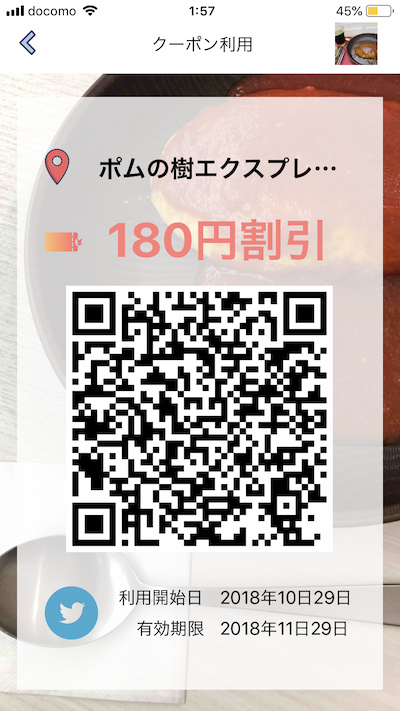 docomo 1:57 45%
クーポン利用
ポムの樹エクスプレ…
180円割引
利用開始日 2018年10日29日
有効期限 2018年11日29日